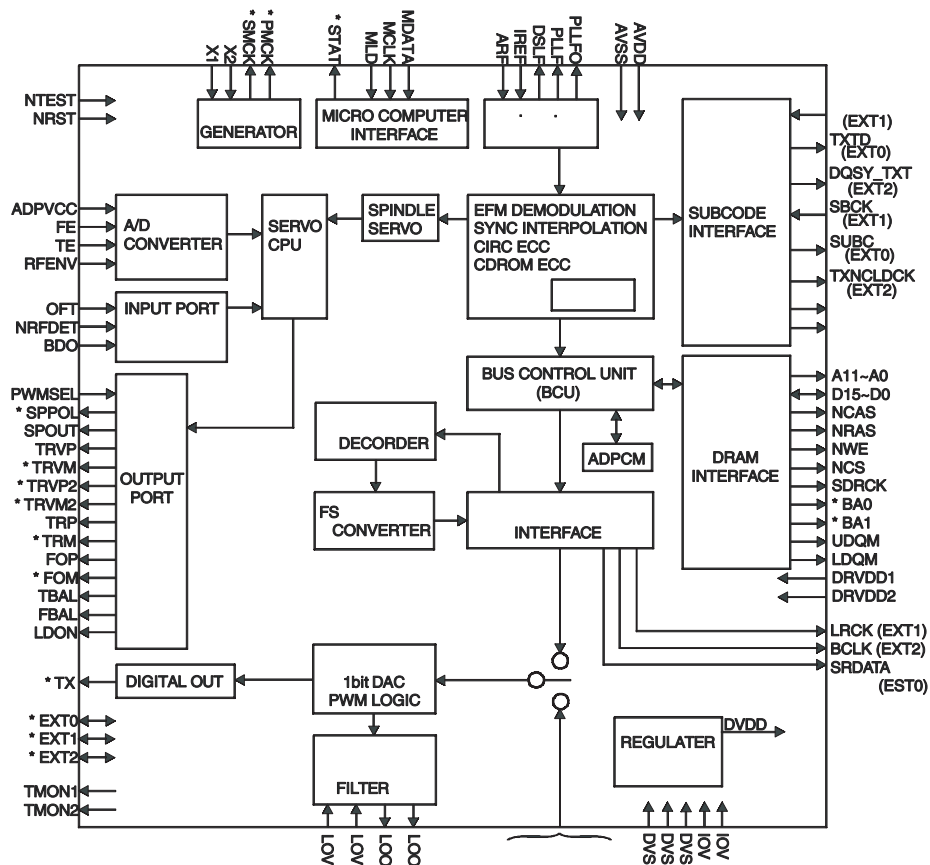 X1
X2
* SMCK
* PMCK
* STAT
MLD
MCLK
MDATA
ARF
IREF
DSLF
PLLF
PLLFO
AVSS
AVDD
NTEST
NRST
GENERATOR
MICRO COMPUTER
INTERFACE
(EXT1)
TXTD
(EXT0)
DQSY_TXT
(EXT2)
SBCK
(EXT1)
SUBC
(EXT0)
TXNCLDCK
(EXT2)
SUBCODE
INTERFACE
ADPVCC
FE
TE
RFENV
A/D
CONVERTER
SERVO
CPU
SPINDLE
SERVO
EFM DEMODULATION
SYNC INTERPOLATION
CIRC ECC
CDROM ECC
OFT
NRFDET
BDO
INPUT PORT
BUS CONTROL UNIT
(BCU)
A11~A0
D15~D0
NCAS
NRAS
NWE
NCS
SDRCK
* BA0
* BA1
UDQM
LDQM
DRVDD1
DRVDD2
DRAM
INTERFACE
PWMSEL
* SPPOL
SPOUT
TRVP
* TRVM
* TRVP2
* TRVM2
TRP
* TRM
FOP
* FOM
TBAL
FBAL
LDON
OUTPUT
PORT
DECORDER
ADPCM
FS
CONVERTER
INTERFACE
LRCK (EXT1)
BCLK (EXT2)
SRDATA
(EST0)
* TX
DIGITAL OUT
1bit DAC
PWM LOGIC
* EXT0
* EXT1
* EXT2
REGULATER
DVDD
FILTER
TMON1
TMON2
LOV
LOV
LOO
LOO
DVS
DVS
DVS
IOV
IOV